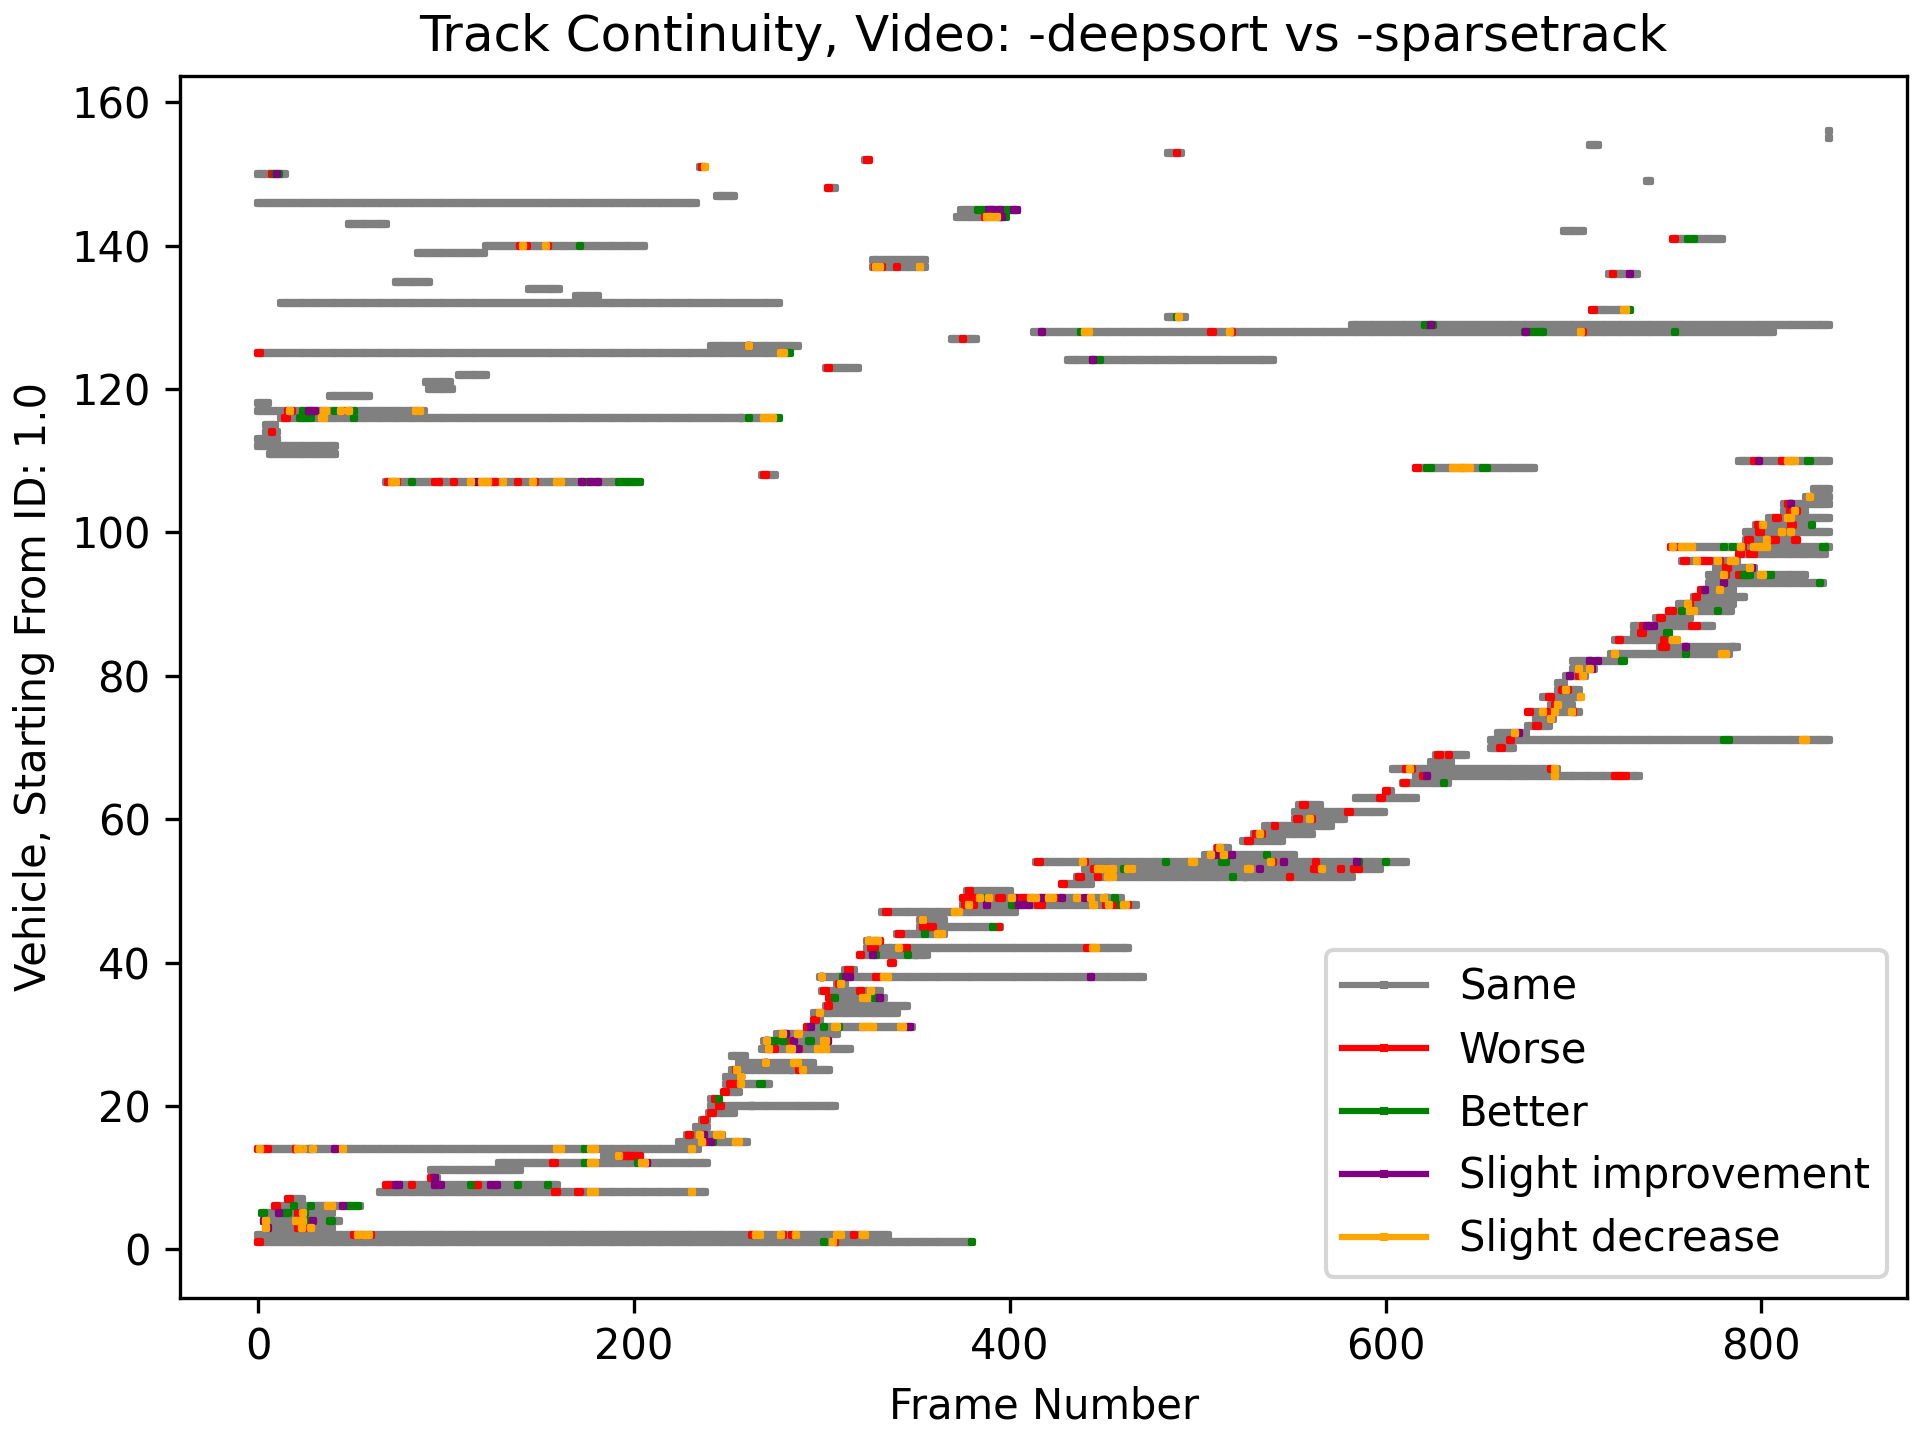 Track Continuity, Video: -deepsort vs -sparsetrack
Vehicle, Starting From ID: 1.0
160
140
120
100
80
60
40
20
0
0 200 400 600 800
Frame Number
Same
Worse
Better
Slight improvement
Slight decrease